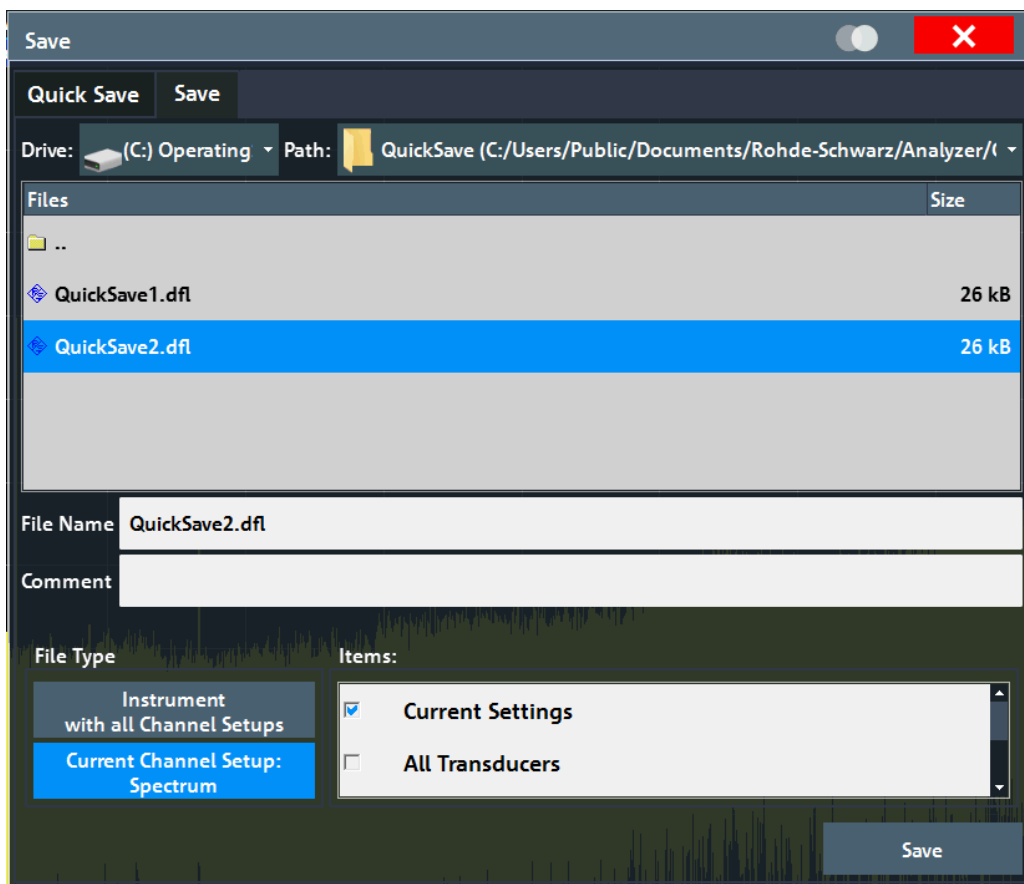 Save
Quick Save Save
Drive: (C:) Operating Path: QuickSave (C:/Users/Public/Documents/Rohde-Schwarz/Analyzer/
Files Size
..
QuickSave1.dfl 26 kB
QuickSave2.dfl 26 kB
File Name QuickSave2.dfl
Comment
File Type Items:
Instrument
with all Channel Setups
Current Channel Setup:
Spectrum
Current Settings
All Transducers
Save